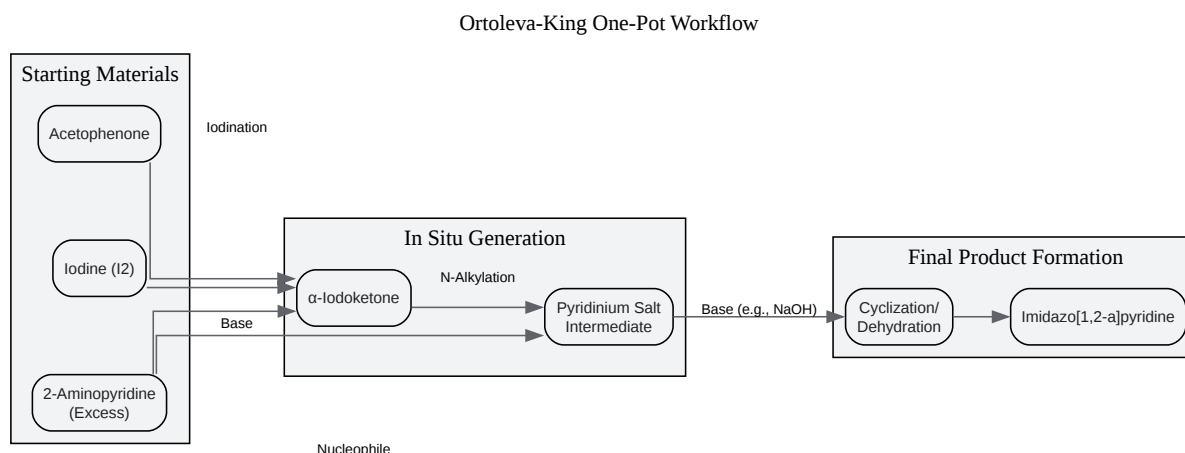 Ortoleva-King One-Pot Workflow
Starting Materials
Acetophenone
Iodination
Iodine (I2)
2-Aminopyridine
(Excess)
Base
Nucleophile
In Situ Generation
α-Iodoketone
N-Alkylation
Pyridinium Salt
Intermediate
Base (e.g., NaOH)
Final Product Formation
Cyclization/
Dehydration
Imidazo[1,2-a]pyridine